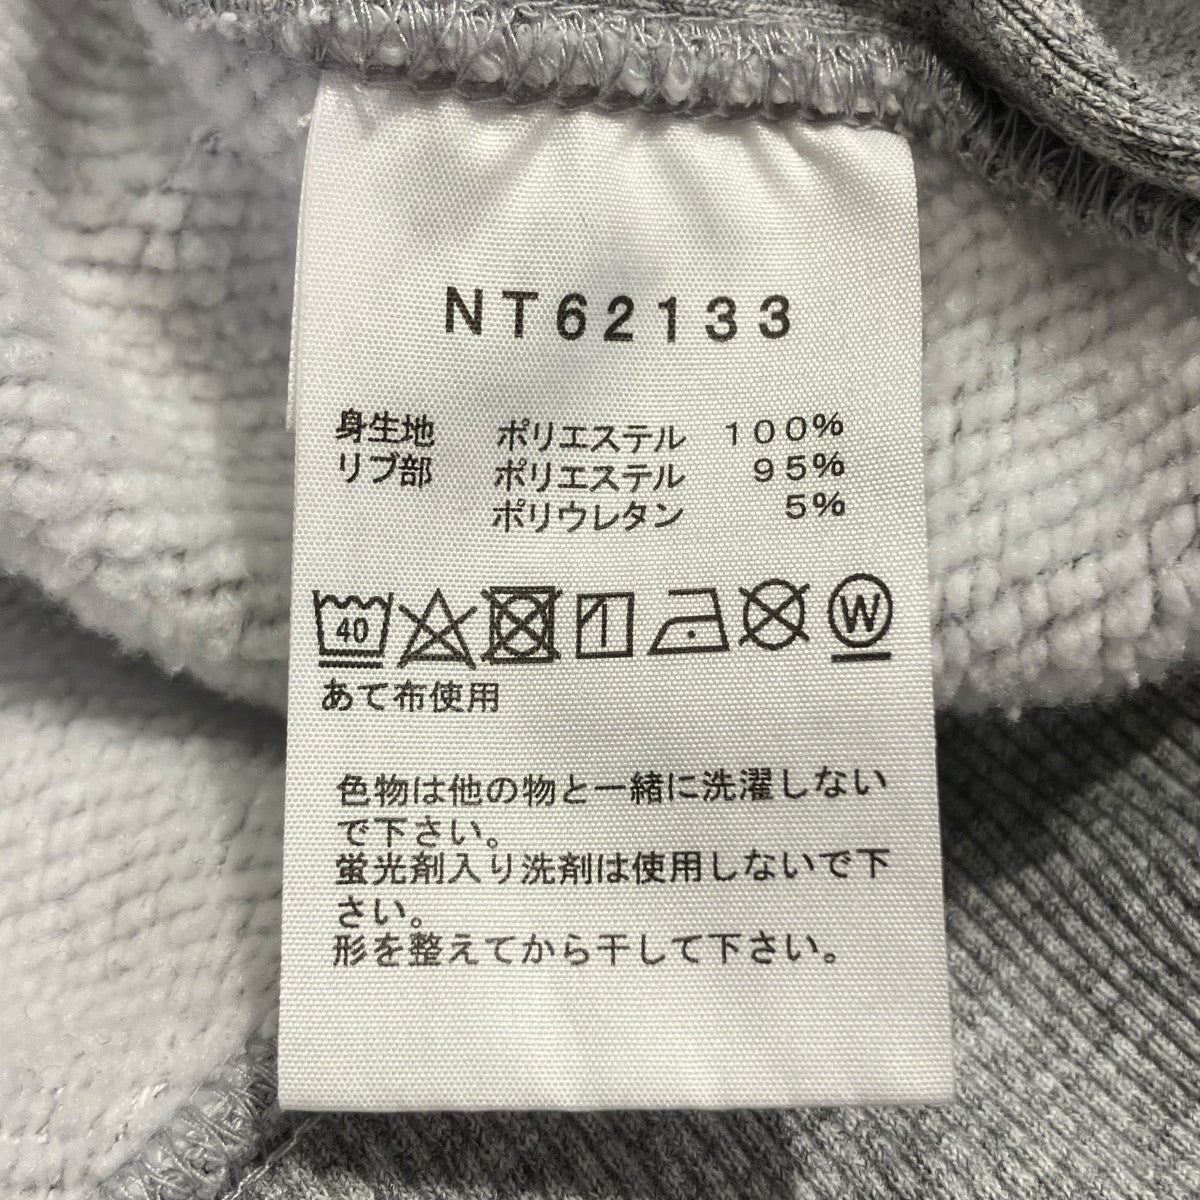 NT62133
身生地 ポリエステル 100%
リブ部 ポリエステル 95%
ポリウレタン 5%
40 W
あて布使用
色物は他の物と一緒に洗濯しない
で下さい。
蛍光剤入り洗剤は使用しないで下
さい。
形を整えてから干して下さい。